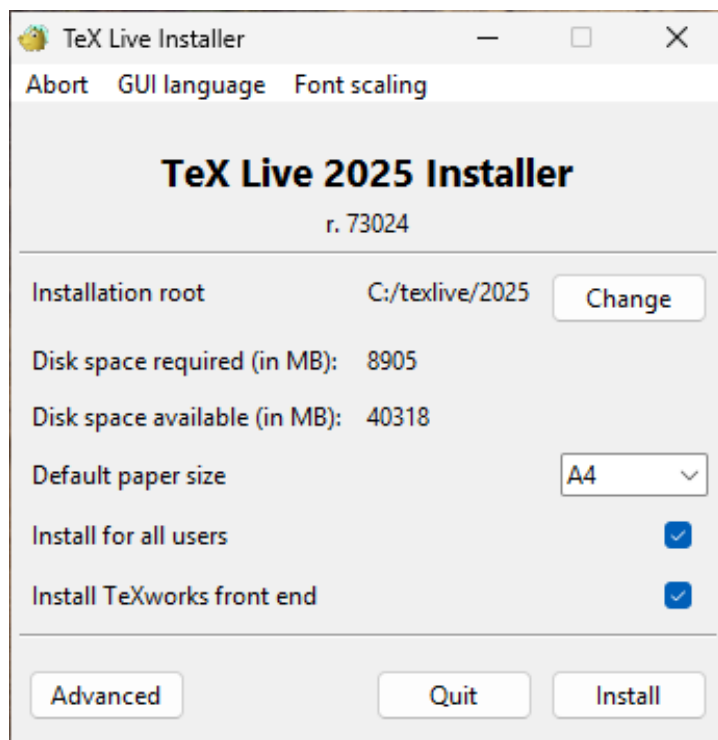 TeX Live Installer
Abort GUI language Font scaling
TeX Live 2025 Installer
r. 73024
Installation root C:/texlive/2025 Change
Disk space required (in MB): 8905
Disk space available (in MB): 40318
Default paper size A4
Install for all users
Install TeXworks front end
Advanced Quit Install